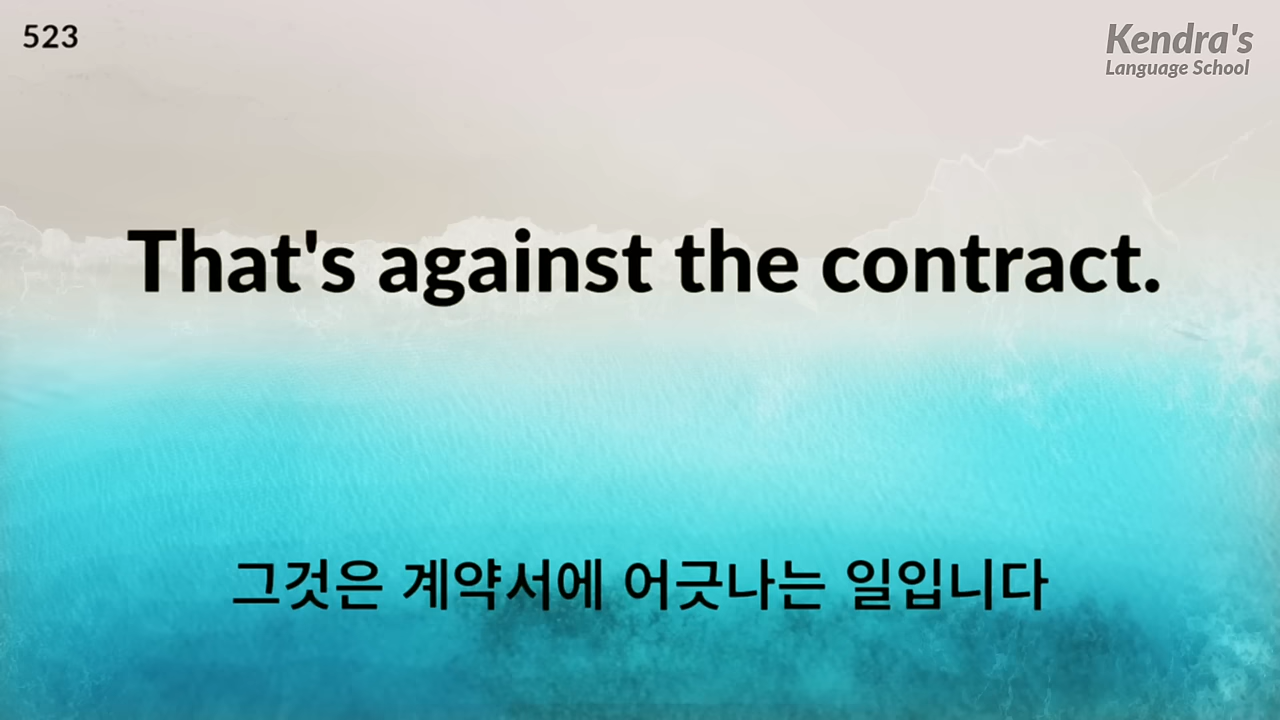 523
Kendra's
Language School
That's against the contract.
그것은 계약서에 어긋나는 일입니다